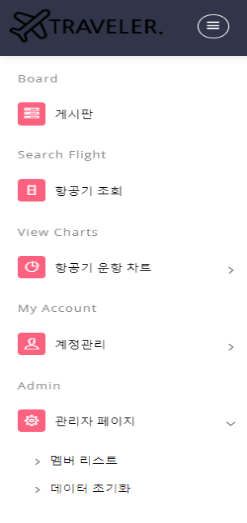 TRAVELER.
Board
게시판
Search Flight
항공기 조회
View Charts
항공기 운항 차트
My Account
계정관리
Admin
관리자 페이지
멤버 리스트
데이터 초기화